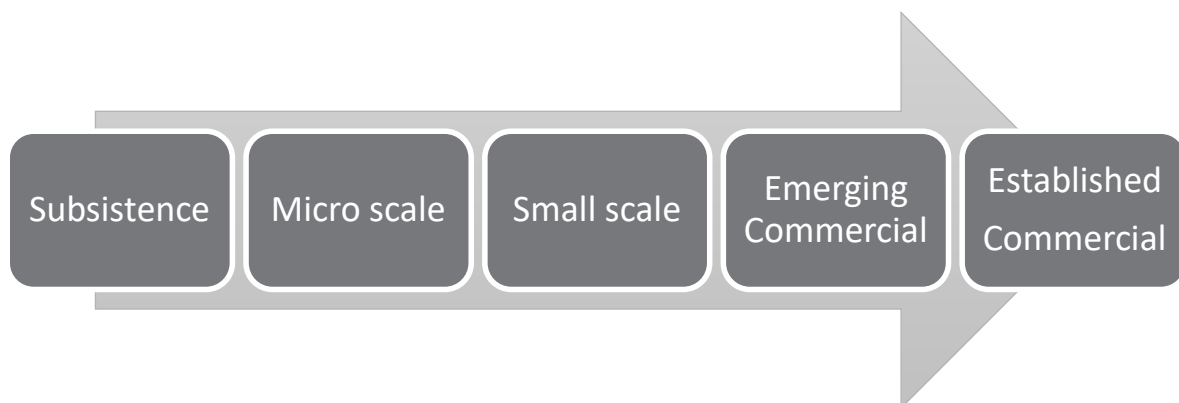 Subsistence
Micro scale
Small scale
Emerging
Commercial
Established
Commercial